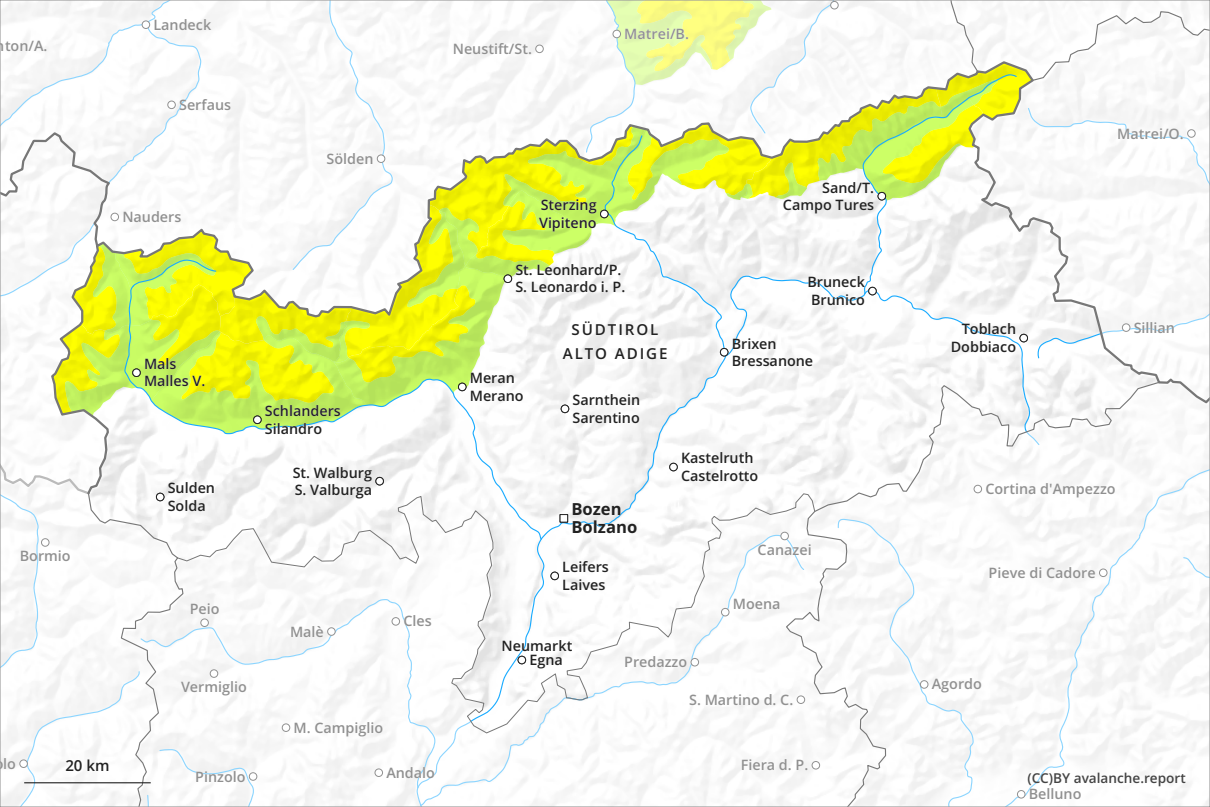 Landeck
Matrei/B.
nton/A.
Neustift/St.
Serfaus
Matrei/O.
Sölden
Sand/T.
Campo Tures
Nauders
Sterzing
Vipiteno
St. Leonhard/P.
S. Leonardo i. P.
Bruneck
Brunico
SÜDTIROL
ALTO ADIGE
Toblach
Dobbiaco
Sillian
Brixen
Bressanone
Mals
Malles V.
Meran
Merano
Schlanders
Silandro
Sarnthein
Sarentino
Kastelruth
Castelrotto
St. Walburg
S. Valburga
Sulden
Solda
Cortina d'Ampezzo
Bozen
Bolzano
Bormio
Canazei
Leifers
Laives
Pieve di Cadore
Peio
Moena
Malè
Cles
Neumarkt
Egna
Predazzo
Vermiglio
Agordo
S. Martino d. C.
M. Campiglio
olo
20 km
Pinzolo
Andalo
Fiera d. P.
(CC)BY avalanche.report
Belluno